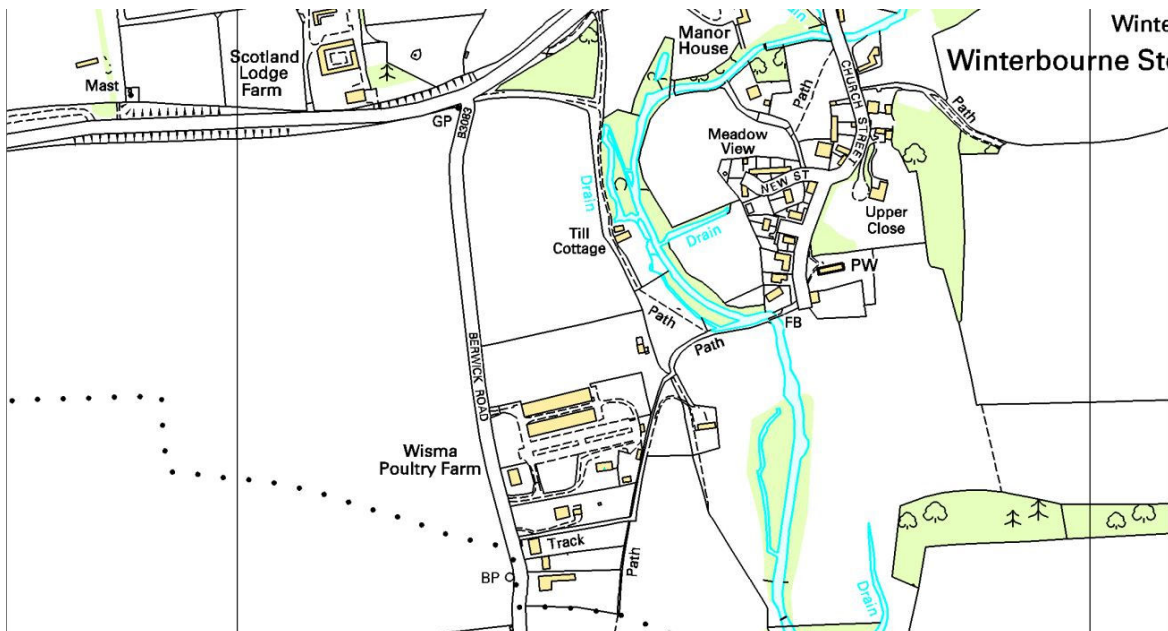 Drain
Winte
Manor
House
Scotland
Lodge
Farm
Winterbourne Sto
CHURCH STREET
Mast
Path
Path
GP
B3083
Meadow
View
NEW ST
Drain
Upper
Close
Till
Cottage
Drain
PW
Path
FB
Path
BERWICK ROAD
Wisma
Poultry Farm
Track
Path
BP
Drain